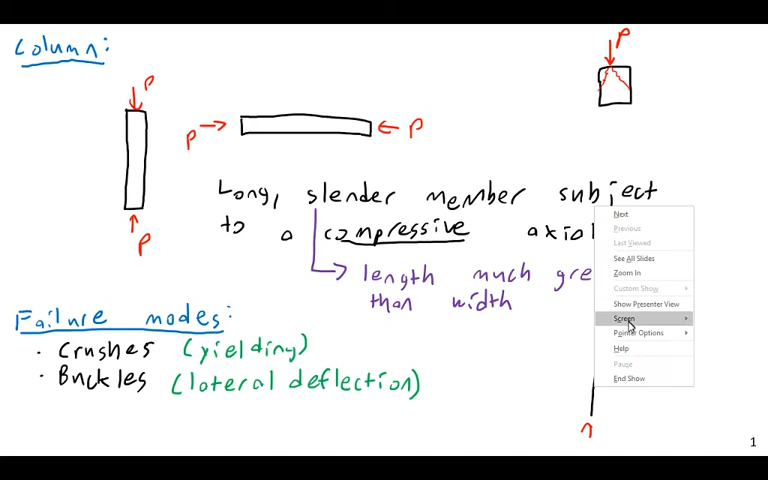 Column:
P
P
P → ← P
P
Long, slender member subject
to a compressive axial
length much gre
than width
Failure modes:
· Crushes (yielding)
· Buckles (lateral deflection)
Next
Previous
Last Viewed
See All Slides
Zoom In
Custom Show
Show Presenter View
Screen
Pointer Options
Help
Pause
End Show
1